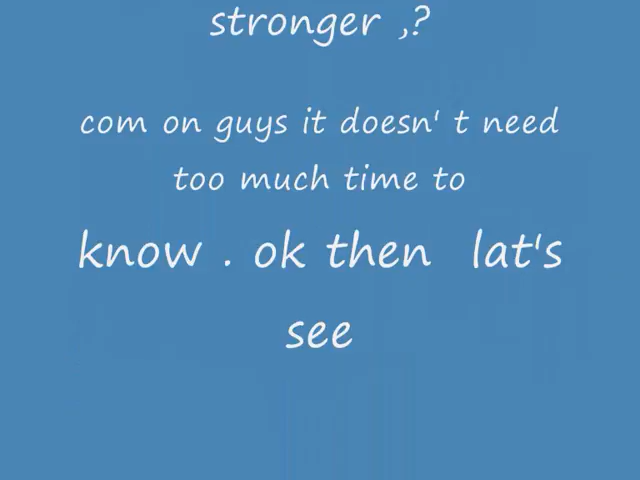 stronger ,?
com on guys it doesn' t need
too much time to
know . ok then lat's
see